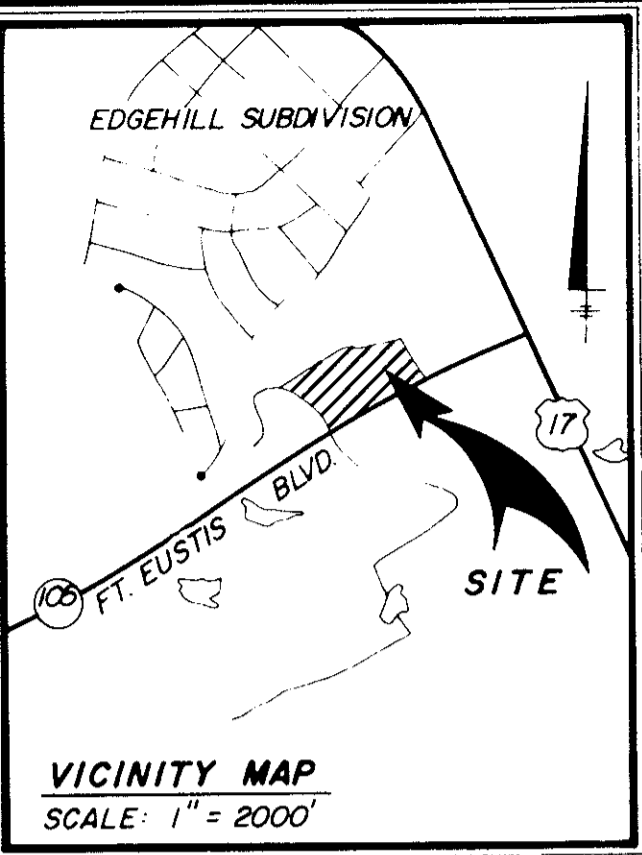 EDGEHILL SUBDIVISION
17
FT. EUSTIS BLVD.
106
SITE
VICINITY MAP
SCALE: 1" = 2000'